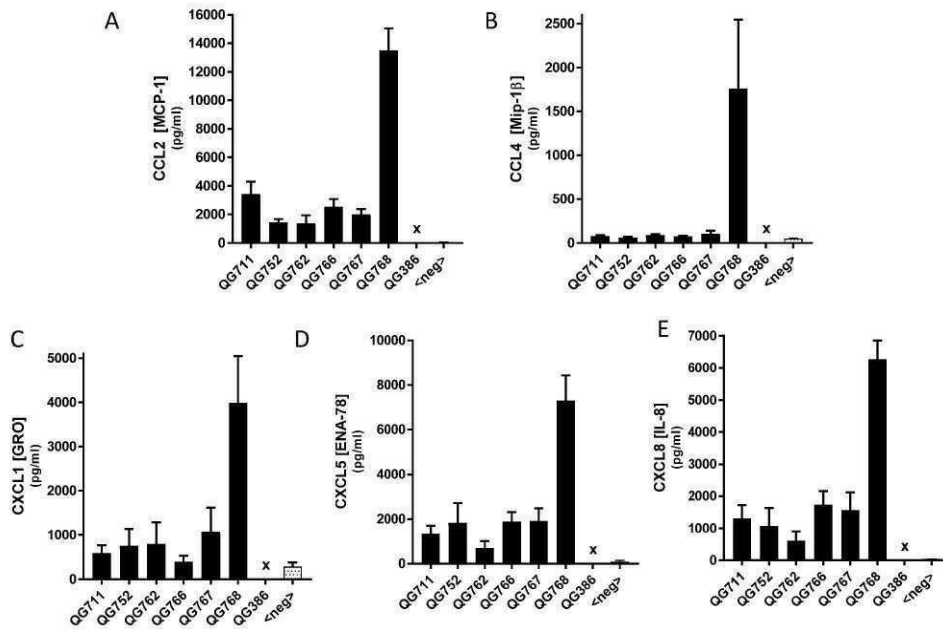 A
CCL2 [MCP-1]
(pg/ml)
16000
14000
12000
10000
8000
6000
4000
2000
0
x
QG711
QG752
QG762
QG766
QG767
QG768
QG386
<neg>
B
CCL4 [Mip-1β]
(pg/ml)
2500
2000
1500
1000
500
0
x
QG711
QG752
QG762
QG766
QG767
QG768
QG386
<neg>
C
CXCL1 [GRO]
(pg/ml)
5000
4000
3000
2000
1000
0
x
QG711
QG752
QG762
QG766
QG767
QG768
QG386
<neg>
D
CXCL5 [ENA-78]
(pg/ml)
10000
8000
6000
4000
2000
0
x
QG711
QG752
QG762
QG766
QG767
QG768
QG386
<neg>
E
CXCL8 [IL-8]
(pg/ml)
7000
6000
5000
4000
3000
2000
1000
0
x
QG711
QG752
QG762
QG766
QG767
QG768
QG386
<neg>